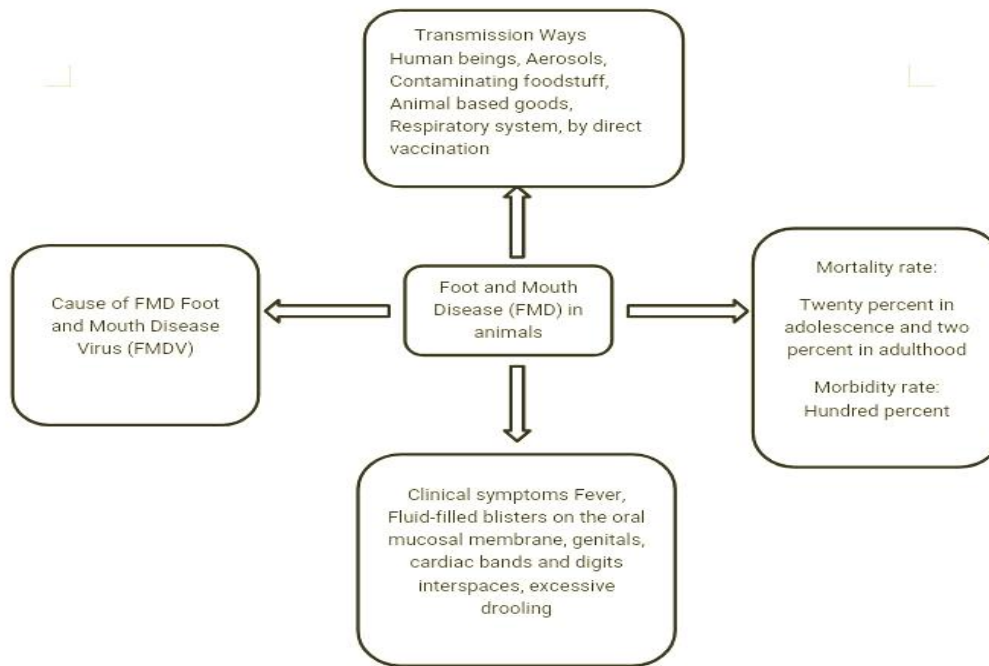 Transmission Ways
Human beings, Aerosols,
Contaminating foodstuff,
Animal based goods,
Respiratory system, by direct
vaccination
Cause of FMD Foot
and Mouth Disease
Virus (FMDV)
Foot and Mouth
Disease (FMD) in
animals
Mortality rate:
Twenty percent in
adolescence and two
percent in adulthood
Morbidity rate:
Hundred percent
Clinical symptoms Fever,
Fluid-filled blisters on the oral
mucosal membrane, genitals,
cardiac bands and digits
interspaces, excessive
drooling